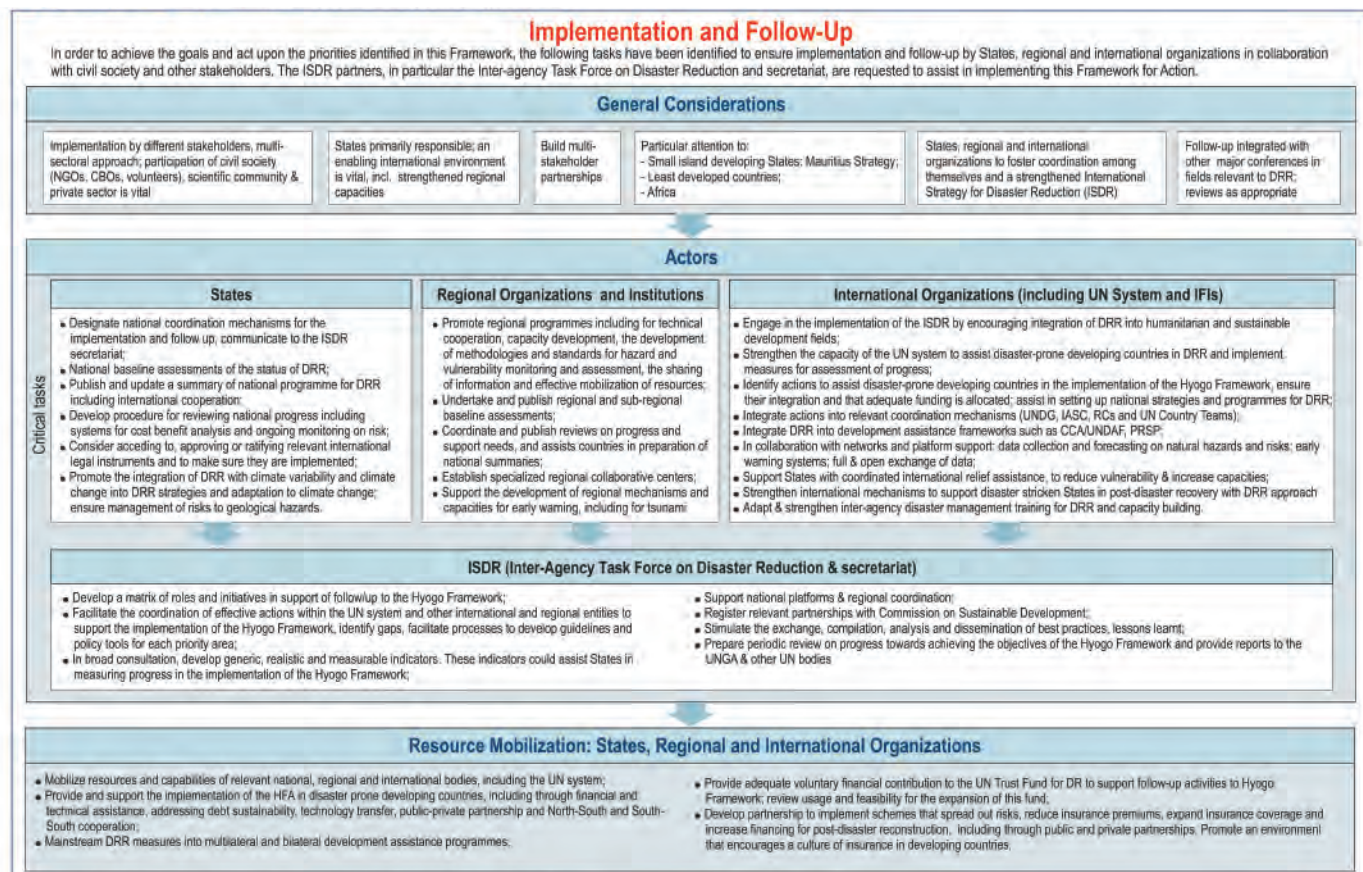 Implementation and Follow-Up
In order to achieve the goals and act upon the priorities identified in this Framework, the following tasks have been identified to ensure implementation and follow-up by States, regional and international organizations in collaboration
with civil society and other stakeholders. The ISDR partners, in particular the Inter-agency Task Force on Disaster Reduction and secretariat, are requested to assist in implementing this Framework for Action.
General Considerations
Implementation by different stakeholders, multi-
sectoral approach; participation of civil society
(NGOs, CBOs, volunteers), scientific community &
private sector is vital
States primarily responsible; an
enabling international environment
is vital, incl. strengthened regional
capacities
Build multi-
stakeholder
partnerships
Particular attention to:
- Small island developing States: Mauritius Strategy;
- Least developed countries;
- Africa
States, regional and international
organizations to foster coordination among
themselves and a strengthened International
Strategy for Disaster Reduction (ISDR)
Follow-up integrated with
other major conferences in
fields relevant to DRR;
reviews as appropriate
Actors
Critical tasks
States
• Designate national coordination mechanisms for the
implementation and follow up, communicate to the ISDR
secretariat;
• National baseline assessments of the status of DRR;
• Publish and update a summary of national programme for DRR
including international cooperation;
• Develop procedure for reviewing national progress including
systems for cost benefit analysis and ongoing monitoring on risk;
• Consider acceding to, approving or ratifying relevant international
legal instruments and to make sure they are implemented;
• Promote the integration of DRR with climate variability and climate
change into DRR strategies and adaptation to climate change;
ensure management of risks to geological hazards.
Regional Organizations and Institutions
• Promote regional programmes including for technical
cooperation, capacity development, the development
of methodologies and standards for hazard and
vulnerability monitoring and assessment, the sharing
of information and effective mobilization of resources;
• Undertake and publish regional and sub-regional
baseline assessments;
• Coordinate and publish reviews on progress and
support needs, and assists countries in preparation of
national summaries;
• Establish specialized regional collaborative centers;
• Support the development of regional mechanisms and
capacities for early warning, including for tsunami
International Organizations (including UN System and IFIs)
• Engage in the implementation of the ISDR by encouraging integration of DRR into humanitarian and sustainable
development fields;
• Strengthen the capacity of the UN system to assist disaster-prone developing countries in DRR and implement
measures for assessment of progress;
• Identify actions to assist disaster-prone developing countries in the implementation of the Hyogo Framework, ensure
their integration and that adequate funding is allocated; assist in setting up national strategies and programmes for DRR;
• Integrate actions into relevant coordination mechanisms (UNDG, IASC, RCs and UN Country Teams);
• Integrate DRR into development assistance frameworks such as CCA/UNDAF, PRSP;
• In collaboration with networks and platform support: data collection and forecasting on natural hazards and risks; early
warning systems; full & open exchange of data;
• Support States with coordinated international relief assistance, to reduce vulnerability & increase capacities;
• Strengthen international mechanisms to support disaster stricken States in post-disaster recovery with DRR approach
• Adapt & strengthen inter-agency disaster management training for DRR and capacity building.
ISDR (Inter-Agency Task Force on Disaster Reduction & secretariat)
• Develop a matrix of roles and initiatives in support of follow/up to the Hyogo Framework;
• Facilitate the coordination of effective actions within the UN system and other international and regional entities to
support the implementation of the Hyogo Framework, identify gaps, facilitate processes to develop guidelines and
policy tools for each priority area;
• In broad consultation, develop generic, realistic and measurable indicators. These indicators could assist States in
measuring progress in the implementation of the Hyogo Framework;
• Support national platforms & regional coordination;
• Register relevant partnerships with Commission on Sustainable Development;
• Stimulate the exchange, compilation, analysis and dissemination of best practices, lessons learnt;
• Prepare periodic review on progress towards achieving the objectives of the Hyogo Framework and provide reports to the
UNGA & other UN bodies
Resource Mobilization: States, Regional and International Organizations
• Mobilize resources and capabilities of relevant national, regional and international bodies, including the UN system;
• Provide and support the implementation of the HFA in disaster prone developing countries, including through financial and
technical assistance, addressing debt sustainability, technology transfer, public-private partnership and North-South and South-
South cooperation;
• Mainstream DRR measures into multilateral and bilateral development assistance programmes;
• Provide adequate voluntary financial contribution to the UN Trust Fund for DR to support follow-up activities to Hyogo
Framework; review usage and feasibility for the expansion of this fund;
• Develop partnership to implement schemes that spread out risks, reduce insurance premiums, expand insurance coverage and
increase financing for post-disaster reconstruction, including through public and private partnerships. Promote an environment
that encourages a culture of insurance in developing countries.